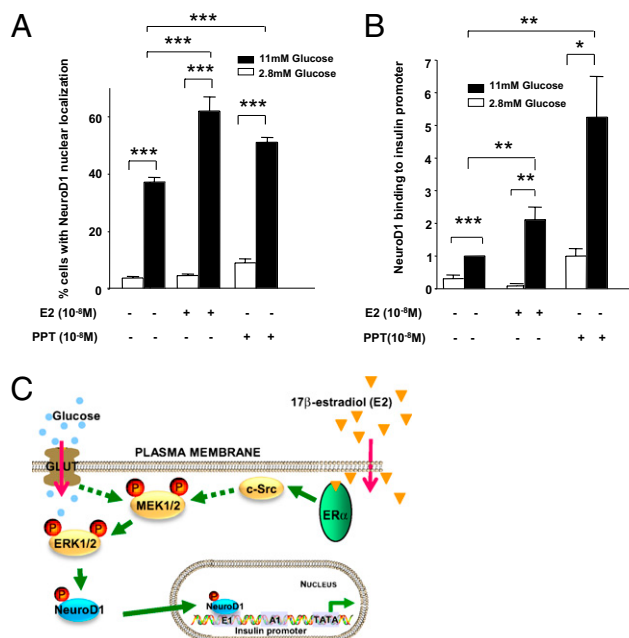 A
***
***
***
11mM Glucose
2.8mM Glucose
***
***
***
% cells with NeuroD1 nuclear localization
60
40
20
0
E2 (10-8M) - - + + - -
PPT (10-8M) - - - - + +
B
**
*
11mM Glucose
2.8mM Glucose
**
**
***
NeuroD1 binding to insulin promoter
7
6
5
4
3
2
1
0
E2 (10-8M) - - + + - -
PPT(10-8M) - - - - + +
C
Glucose
17β-estradiol (E2)
PLASMA MEMBRANE
GLUT
P P
c-Src
MEK1/2
ERα
P P
ERK1/2
NUCLEUS
P
NeuroD1
P
NeuroD1
E1 A1 TATA
Insulin promoter